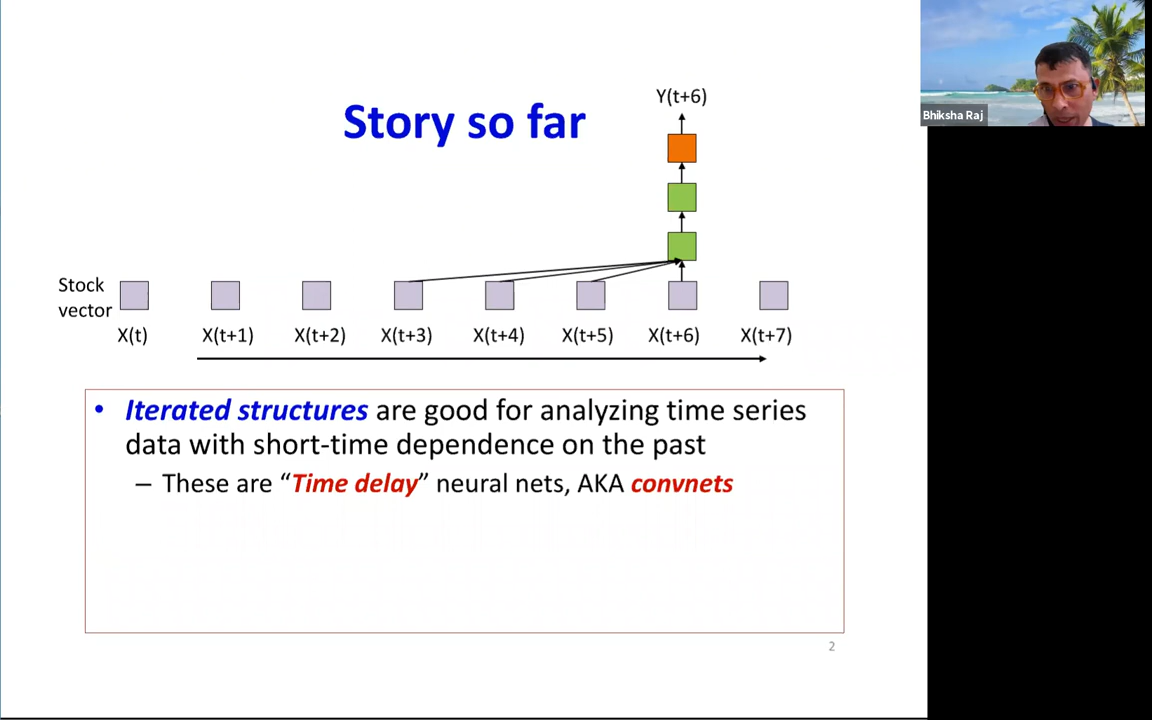 Bhiksha Raj
Story so far
Y(t+6)
Stock
vector
X(t) X(t+1) X(t+2) X(t+3) X(t+4) X(t+5) X(t+6) X(t+7)
• Iterated structures are good for analyzing time series
data with short-time dependence on the past
– These are “Time delay” neural nets, AKA convnets
2